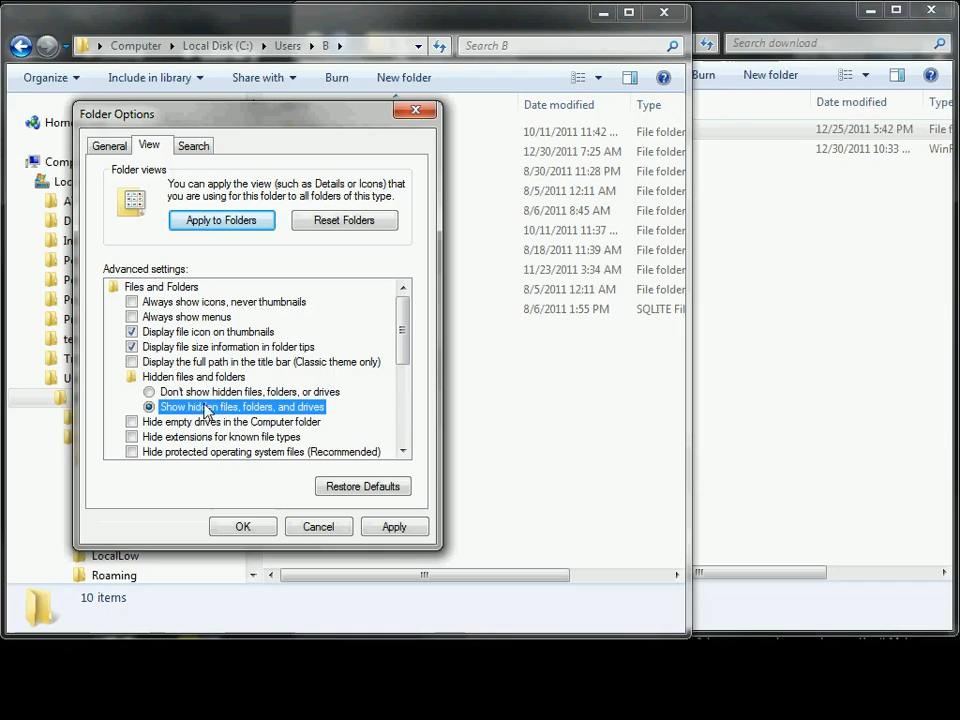 Computer
Local Disk (C:)
Users
B
Search B
Search download
Organize
Include in library
Share with
Burn
New folder
Burn
New folder
Date modified
Type
Date modified
Type
Home
Folder Options
General
View
Search
Folder views
You can apply the view (such as Details or Icons) that
you are using for this folder to all folders of this type.
Apply to Folders
Reset Folders
Advanced settings:
Files and Folders
Always show icons, never thumbnails
Always show menus
Display file icon on thumbnails
Display file size information in folder tips
Display the full path in the title bar (Classic theme only)
Hidden files and folders
Don't show hidden files, folders, or drives
Show hidden files, folders, and drives
Hide empty drives in the Computer folder
Hide extensions for known file types
Hide protected operating system files (Recommended)
Restore Defaults
OK
Cancel
Apply
10/11/2011 11:42 ... File folder
12/30/2011 7:25 AM File folder
8/30/2011 11:28 PM File folder
8/5/2011 12:11 AM File folder
8/6/2011 8:45 AM File folder
10/11/2011 11:37 ... File folder
8/18/2011 11:39 AM File folder
11/23/2011 3:34 AM File folder
8/5/2011 12:11 AM File folder
8/6/2011 1:55 PM SQLITE Fil
12/25/2011 5:42 PM File f
12/30/2011 10:33 ... WinF
LocalLow
Roaming
10 items